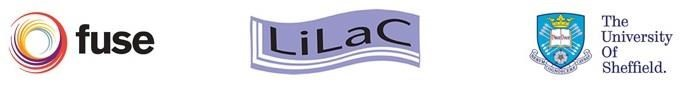 fuse
LiLaC
The
University
Of
Sheffield.